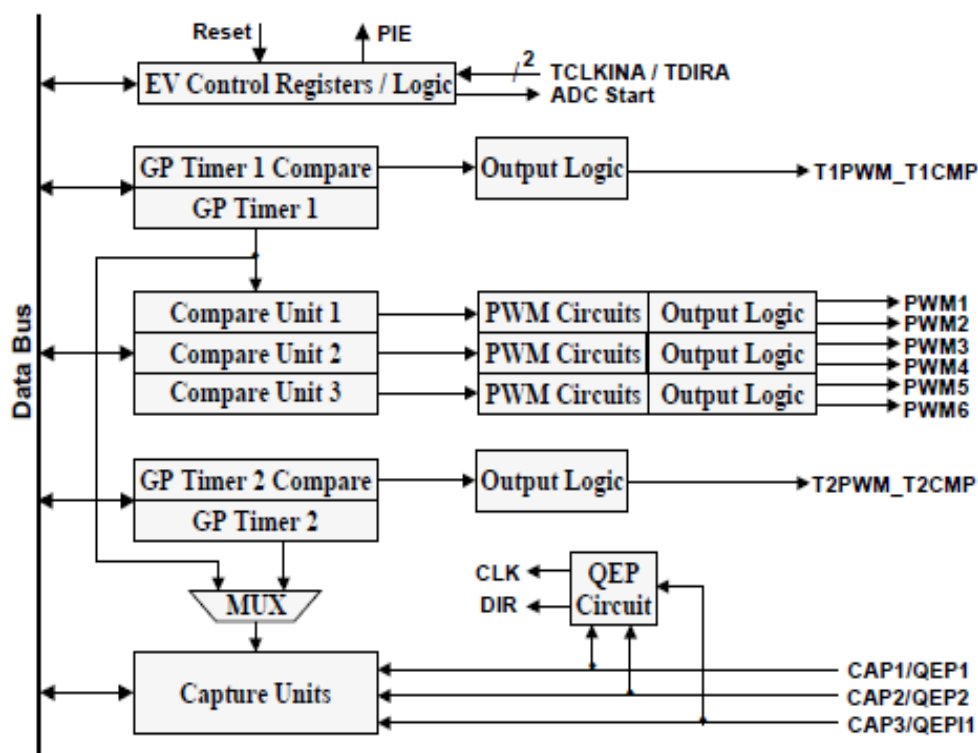 Reset
PIE
2
EV Control Registers / Logic
TCLKINA / TDIRA
ADC Start
GP Timer 1 Compare
Output Logic
T1PWM_T1CMP
GP Timer 1
Data Bus
Compare Unit 1
PWM Circuits
Output Logic
PWM1
PWM2
Compare Unit 2
PWM Circuits
Output Logic
PWM3
PWM4
Compare Unit 3
PWM Circuits
Output Logic
PWM5
PWM6
GP Timer 2 Compare
Output Logic
T2PWM_T2CMP
GP Timer 2
CLK
DIR
QEP
Circuit
MUX
Capture Units
CAP1/QEP1
CAP2/QEP2
CAP3/QEPI1